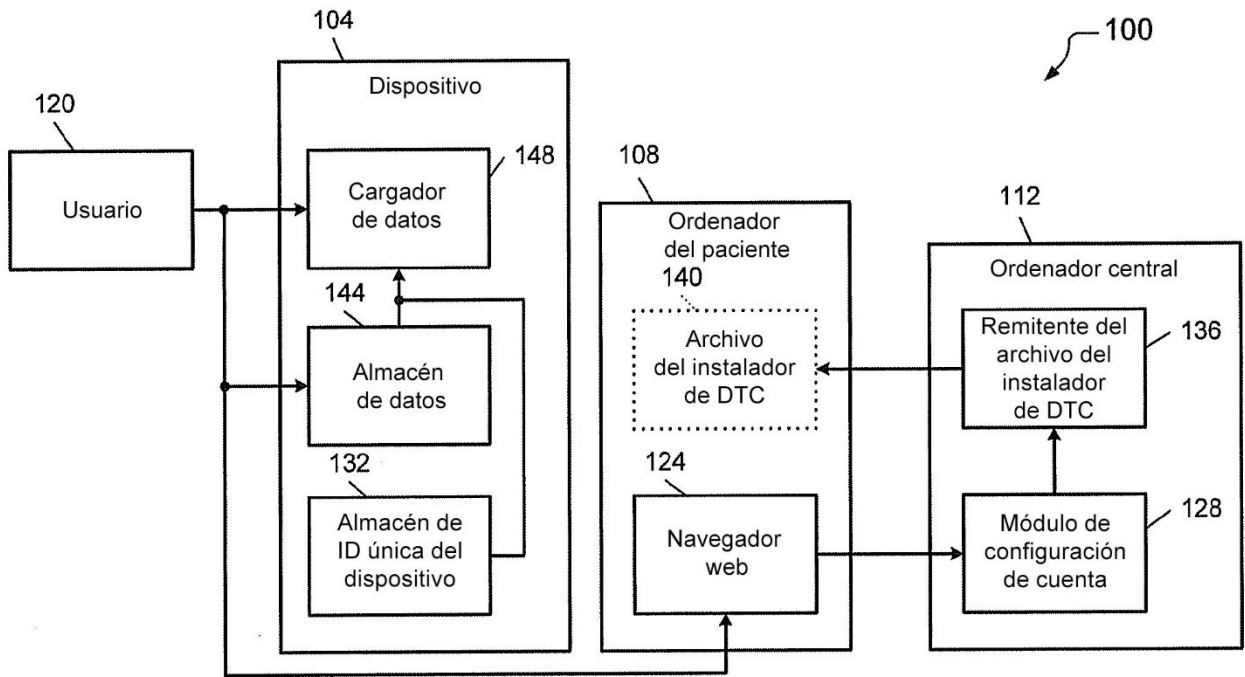 100
104
Dispositivo
120
Usuario
148
Cargador
de datos
108
Ordenador
del paciente
112
Ordenador central
140
Archivo
del instalador
de DTC
Remitente del
archivo del
instalador
de DTC
136
144
Almacén
de datos
132
Almacén de
ID única del
dispositivo
124
Navegador
web
Módulo de
configuración
de cuenta
128